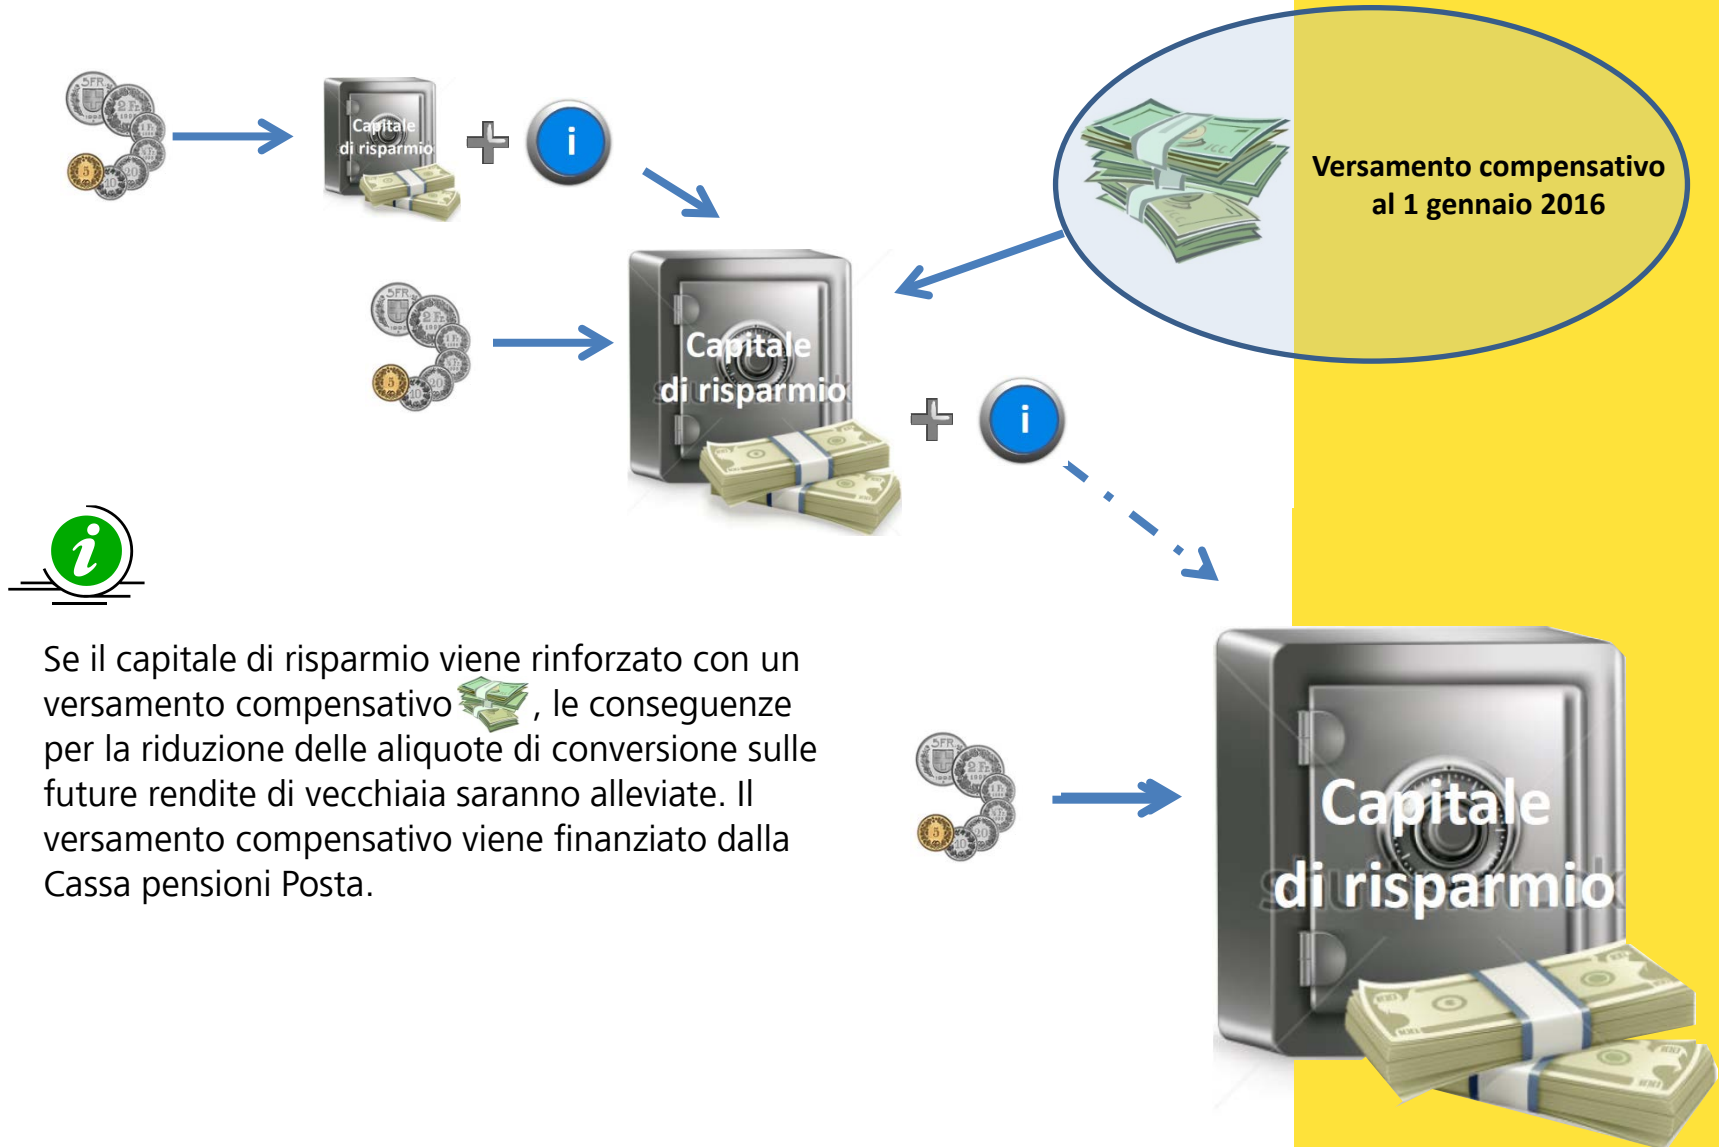 Capitale
di risparmio
i
Versamento compensativo
al 1 gennaio 2016
Capitale
di risparmio
i
i
Se il capitale di risparmio viene rinforzato con un
versamento compensativo , le conseguenze
per la riduzione delle aliquote di conversione sulle
future rendite di vecchiaia saranno alleviate. Il
versamento compensativo viene finanziato dalla
Cassa pensioni Posta.
Capitale
di risparmio